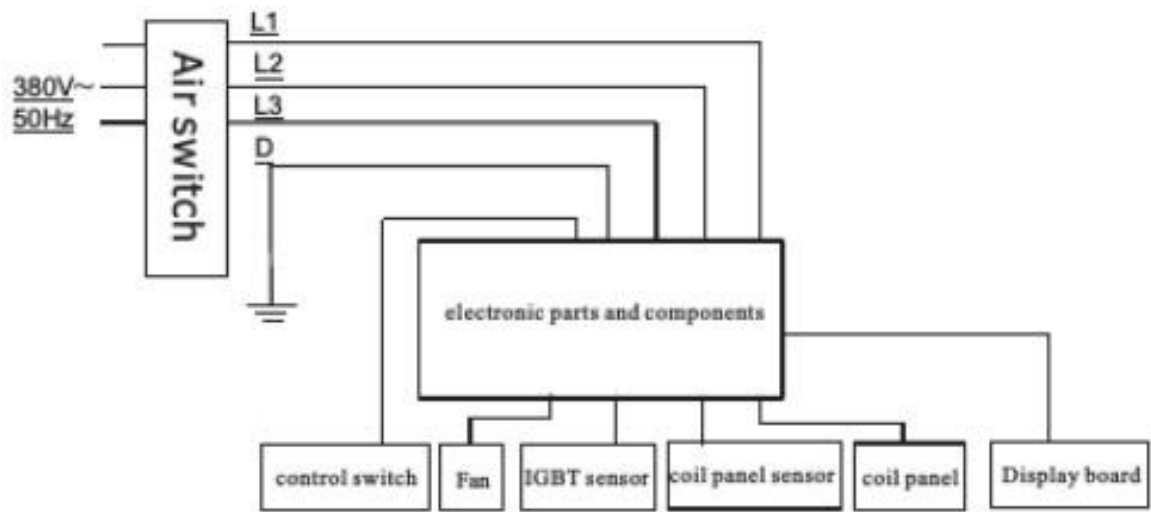 L1
Air switch
L2
380V~
L3
50Hz
D
electronic parts and components
control switch
Fan
IGBT sensor
coil panel sensor
coil panel
Display board